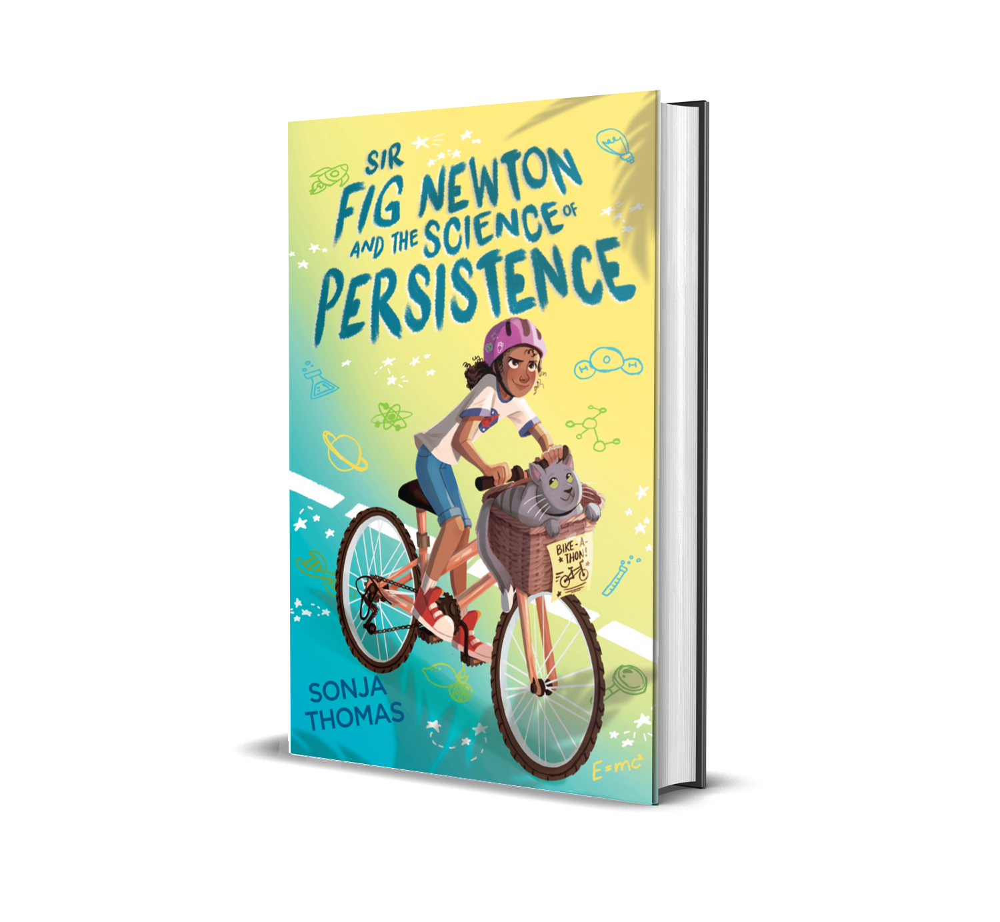 SIR
FIG NEWTON
AND THE SCIENCE OF
PERSISTENCE
H O H
BIKE-A-
THON!
SONJA
THOMAS
E=mc²